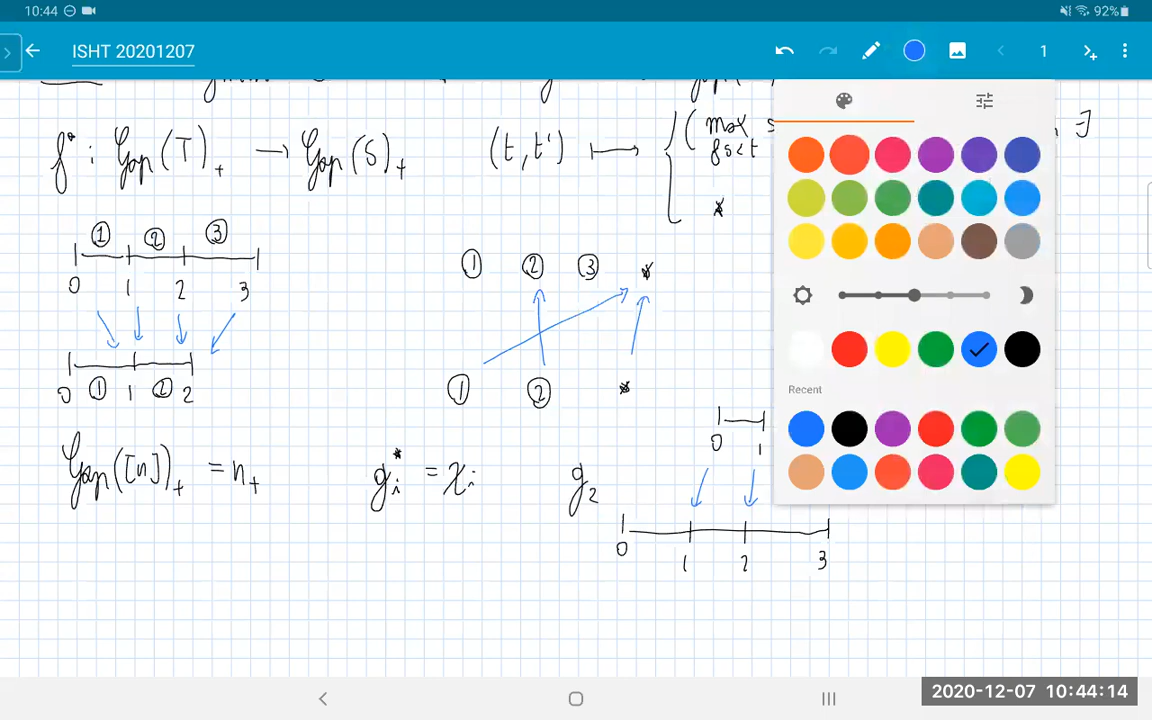 10:44 92%
ISHT 20201207 1
f* : Gap(T)₊ → Gap(S)₊ (t,t') ↦ { ( max ∃
f s < t
*
① ② ③
0 1 2 3
① ② ③ *
0 ① 1 ② 2
① ② *
Recent
0 1
Gap([n])₊ = n₊ gᵢ* = χᵢ g₂
0 1 2 3
2020-12-07 10:44:14